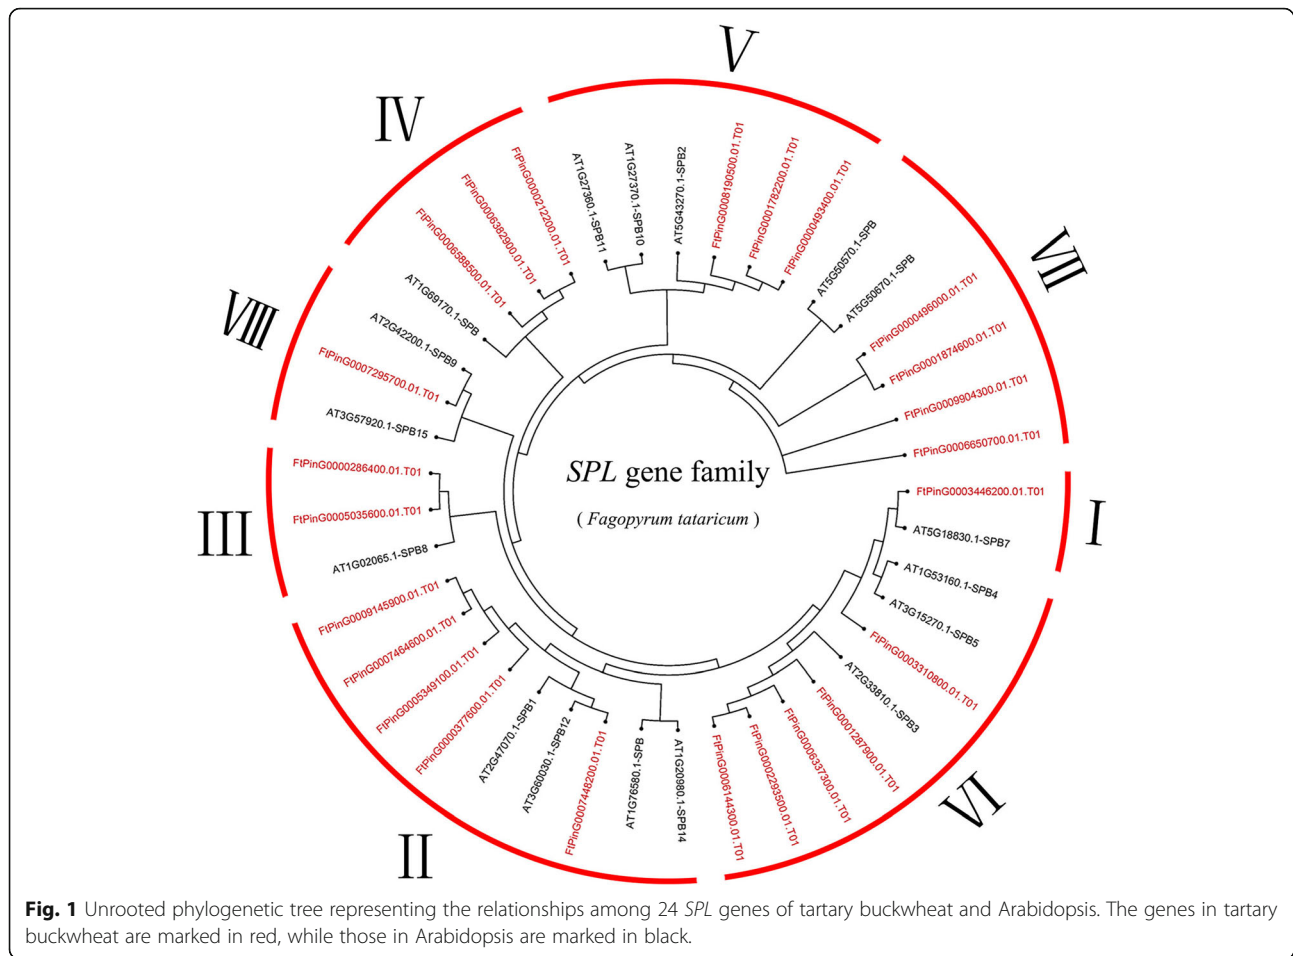 V
IV
VII
VIII
III
I
II
VI
FtPinG0000212200.01.T01
FtPinG0006382900.01.T01
FtPinG0006588500.01.T01
AT1G69170.1-SPB
AT2G42200.1-SPB9
FtPinG0007295700.01.T01
AT3G57920.1-SPB15
FtPinG0000286400.01.T01
FtPinG0005035600.01.T01
AT1G02065.1-SPB8
FtPinG0009145900.01.T01
FtPinG0007464600.01.T01
FtPinG0005349100.01.T01
FtPinG0000377600.01.T01
AT2G47070.1-SPB1
AT3G60030.1-SPB12
FtPinG0007448200.01.T01
AT1G76580.1-SPB
AT1G20980.1-SPB14
FtPinG0006144300.01.T01
FtPinG0002293500.01.T01
FtPinG0006337300.01.T01
FtPinG0001287900.01.T01
AT2G33810.1-SPB3
FtPinG0003310800.01.T01
AT3G15270.1-SPB5
AT1G53160.1-SPB4
AT5G18830.1-SPB7
FtPinG0003446200.01.T01
FtPinG0006650700.01.T01
FtPinG0009904300.01.T01
FtPinG0001874600.01.T01
FtPinG0000496000.01.T01
AT5G50670.1-SPB
AT5G50570.1-SPB
FtPinG0000493400.01.T01
FtPinG0001782200.01.T01
FtPinG0008190500.01.T01
AT5G43270.1-SPB2
AT1G27370.1-SPB10
AT1G27360.1-SPB11
SPL gene family
( Fagopyrum tataricum )
Fig. 1 Unrooted phylogenetic tree representing the relationships among 24 SPL genes of tartary buckwheat and Arabidopsis. The genes in tartary
buckwheat are marked in red, while those in Arabidopsis are marked in black.